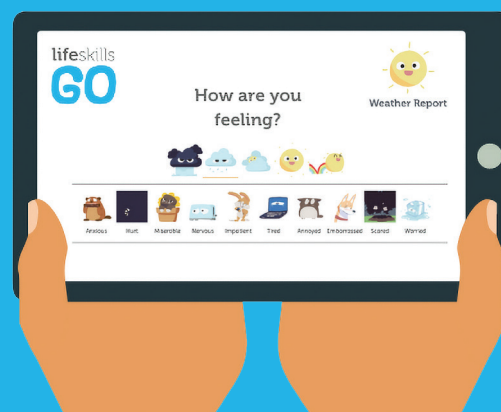 lifeskills
GO
How are you
feeling?
Weather Report
Anxious Hurt Miserable Nervous Impatient Tired Annoyed Embarrassed Scared Worried